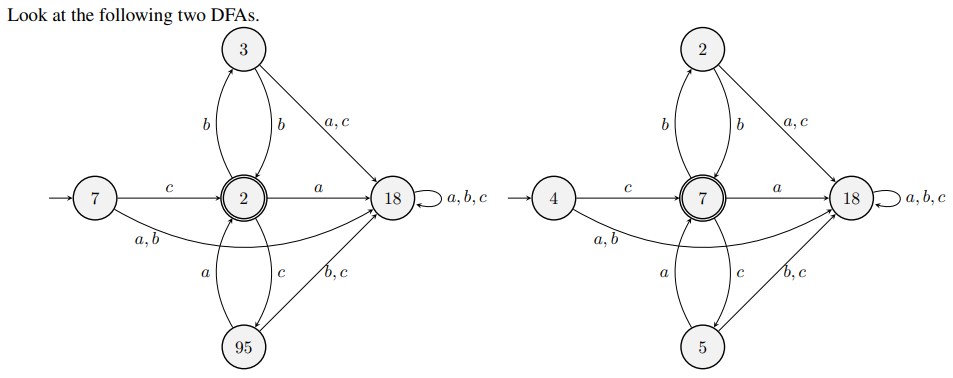 Look at the following two DFAs.
3
2
b
b
a, c
b
b
a, c
7
c
2
a
18
a, b, c
4
c
7
a
18
a, b, c
a, b
a, b
a
c
b, c
a
c
b, c
95
5